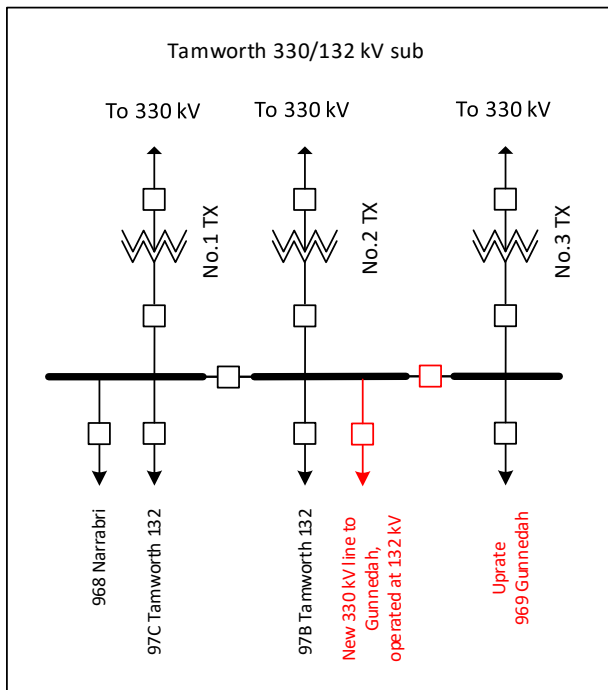 Tamworth 330/132 kV sub
To 330 kV
To 330 kV
To 330 kV
No.1 TX
No.2 TX
No.3 TX
968 Narrabri
97C Tamworth 132
97B Tamworth 132
New 330 kV line to
Gunnedah,
operated at 132 kV
Uprate
969 Gunnedah